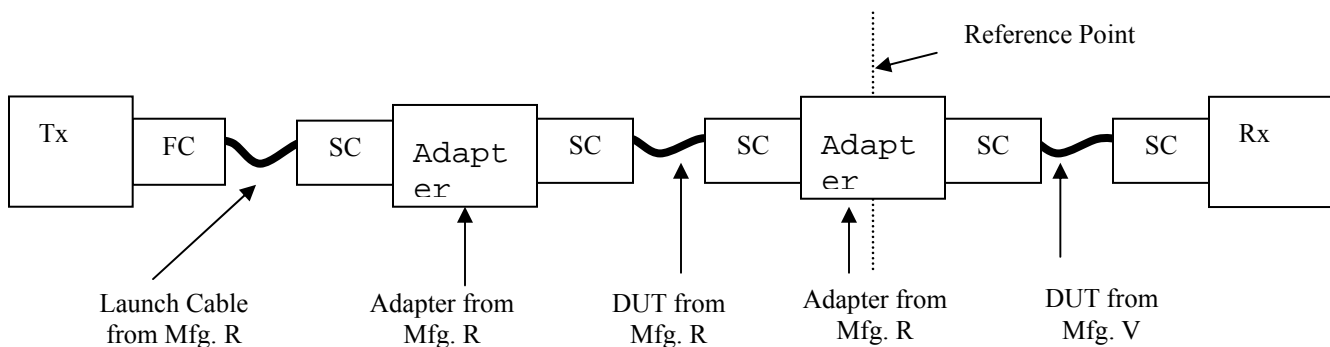 Reference Point
Tx
FC
SC
Adapt
er
SC
SC
Adapt
er
SC
SC
Rx
Launch Cable
from Mfg. R
Adapter from
Mfg. R
DUT from
Mfg. R
Adapter from
Mfg. R
DUT from
Mfg. V